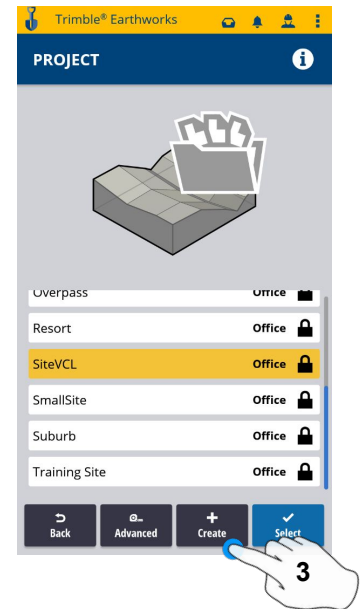 Trimble® Earthworks
PROJECT
Overpass Office
Resort Office
SiteVCL Office
SmallSite Office
Suburb Office
Training Site Office
Back Advanced Create Select
3